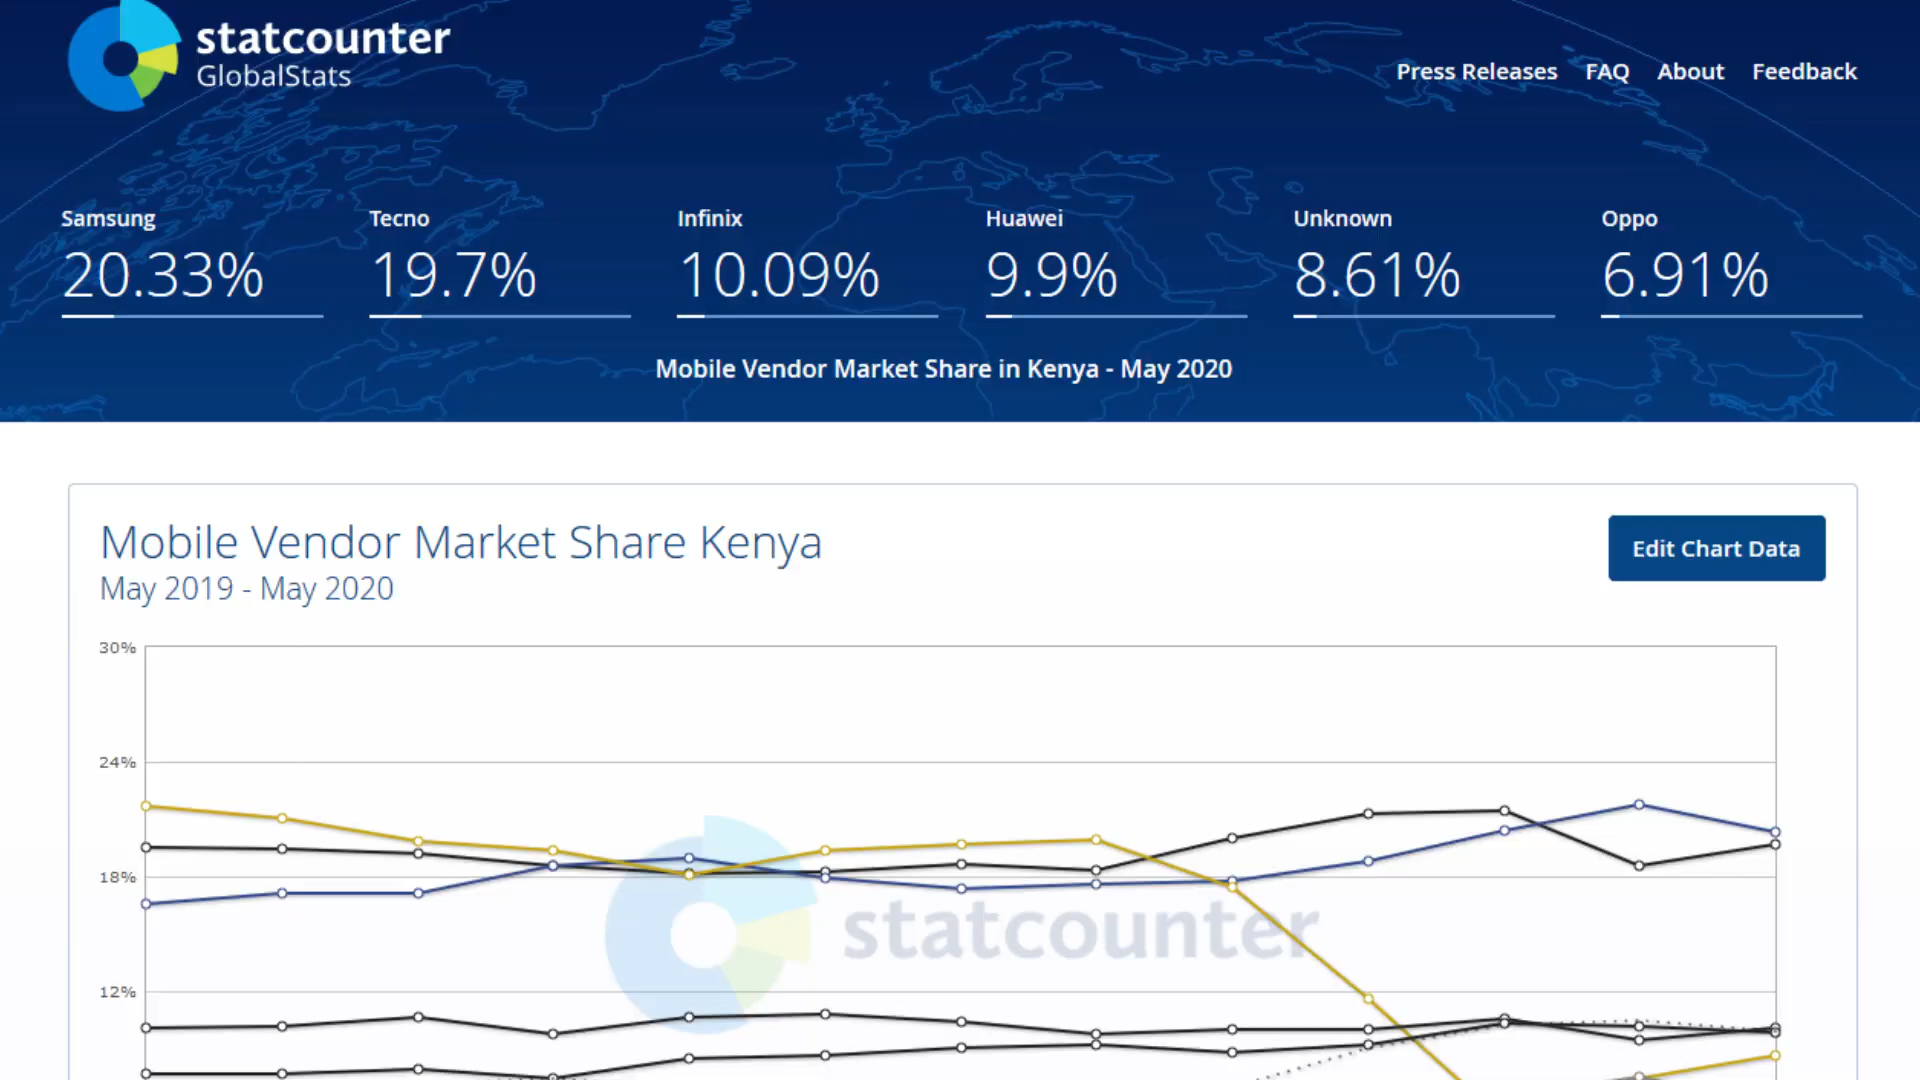 statcounter
GlobalStats
Press Releases FAQ About Feedback
Samsung Tecno Infinix Huawei Unknown Oppo
20.33% 19.7% 10.09% 9.9% 8.61% 6.91%
Mobile Vendor Market Share in Kenya - May 2020
Mobile Vendor Market Share Kenya
Edit Chart Data
May 2019 - May 2020
30%
24%
18%
statcounter
12%